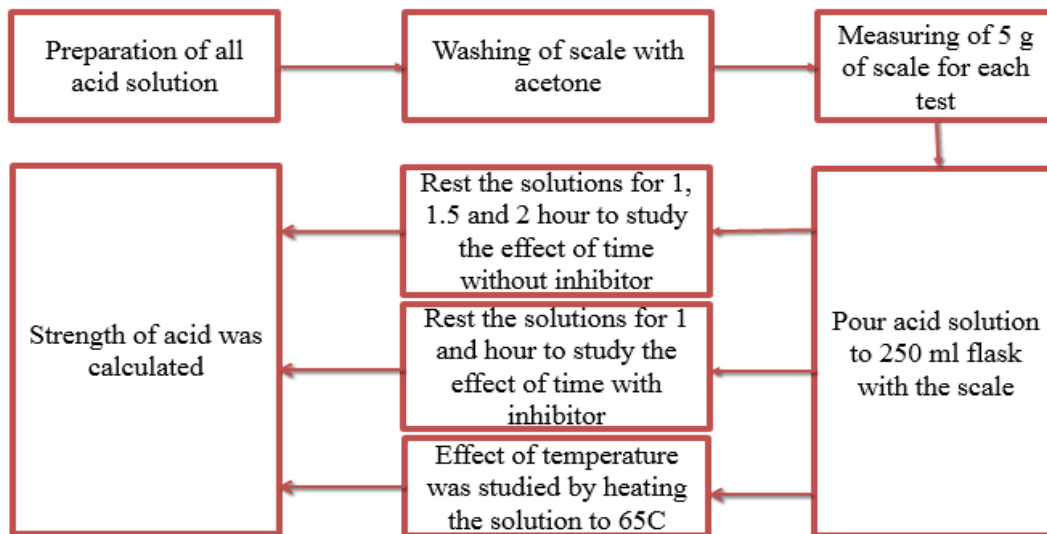 Preparation of all
acid solution
Washing of scale with
acetone
Measuring of 5 g
of scale for each
test
Pour acid solution
to 250 ml flask
with the scale
Rest the solutions for 1,
1.5 and 2 hour to study
the effect of time
without inhibitor
Rest the solutions for 1
and hour to study the
effect of time with
inhibitor
Effect of temperature
was studied by heating
the solution to 65C
Strength of acid was
calculated